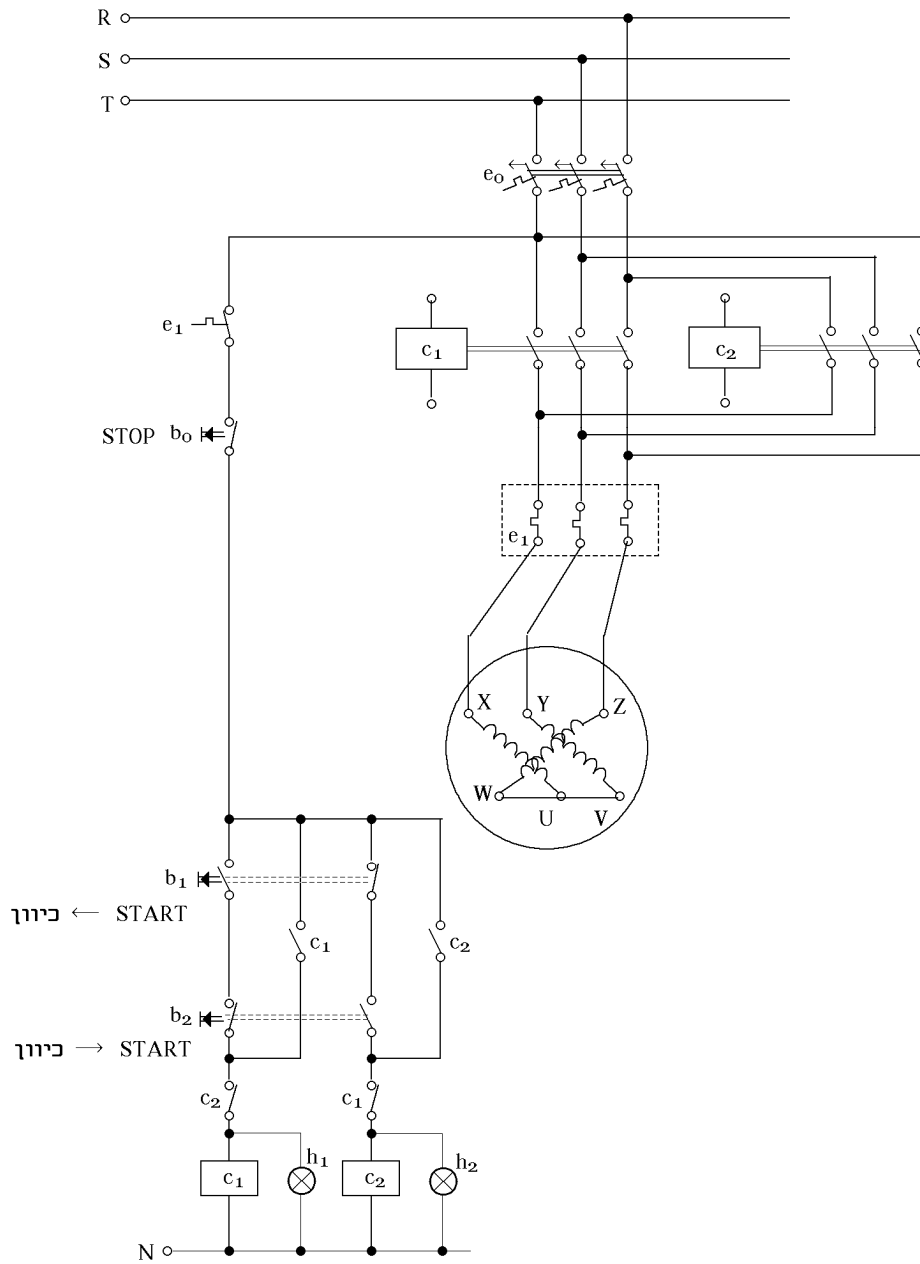 R
S
T
e₀
e₁
c₁
c₂
STOP b₀
e₁
X Y Z
W U V
b₁
כיוון ← START
c₁
c₂
b₂
כיוון → START
c₂
c₁
c₁
h₁
c₂
h₂
N